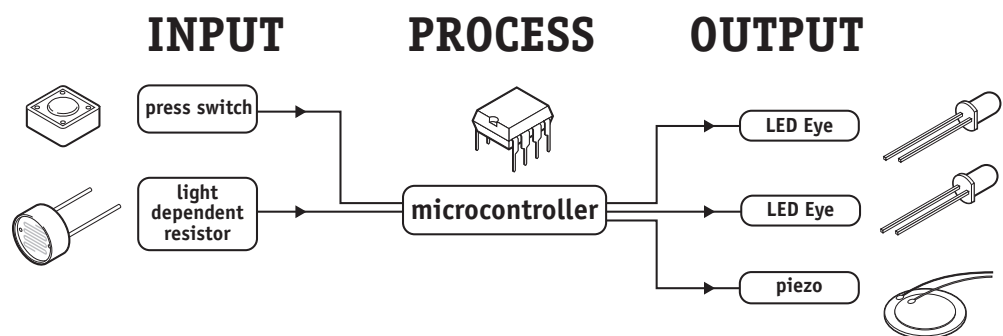 INPUT PROCESS OUTPUT
press switch
light
dependent
resistor
microcontroller
LED Eye
LED Eye
piezo